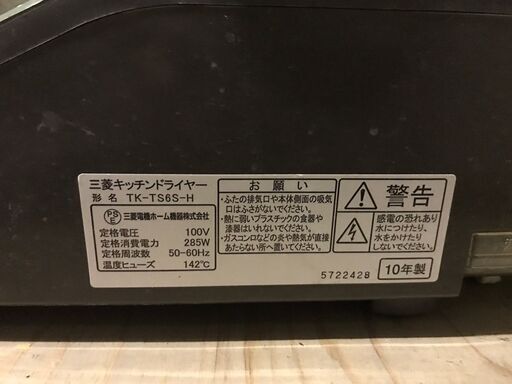 三菱キッチンドライヤー
形 名 TK-TS6S-H
PSE 三菱電機ホーム機器株式会社
定格電圧 100V
定格消費電力 285W
定格周波数 50-60Hz
温度ヒューズ 142℃
お願い
・ふたの排気口や本体側面の吸気
口はふさがないでください。
・熱に弱いプラスチックの食器や
漆器はいれないでください。
・ガスコンロなどの炎や熱気が直接
あたらない所へ置いてください。
警告
感電の恐れあり
水につけたり、
水をかけたり
しないでください。
5722428
10年製